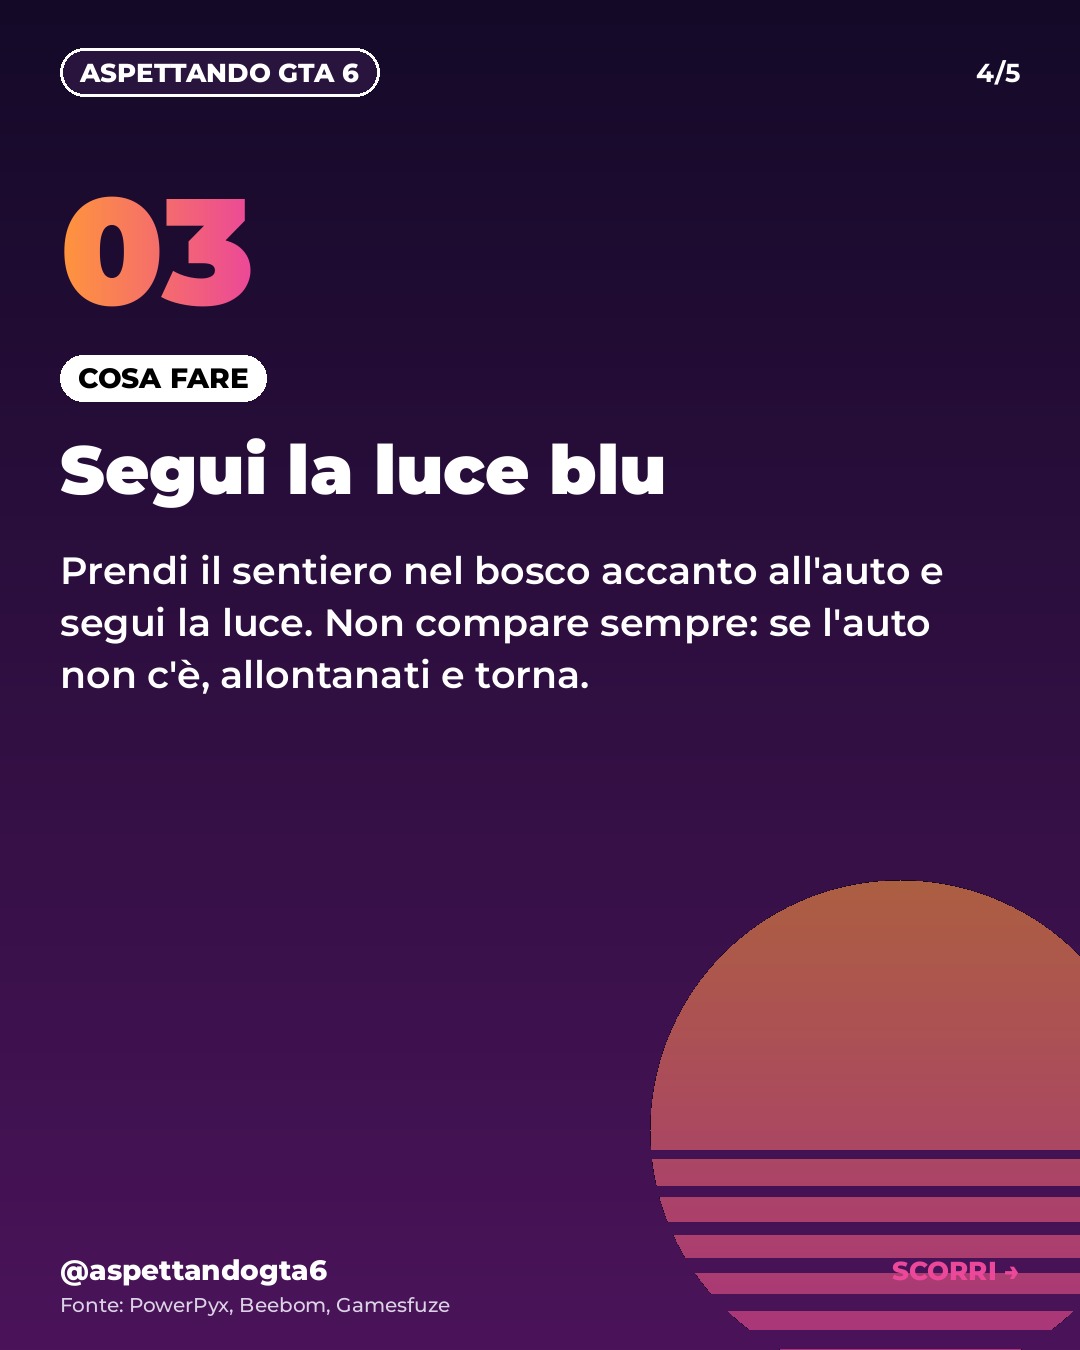 ASPETTANDO GTA 6
4/5
03
COSA FARE
Segui la luce blu
Prendi il sentiero nel bosco accanto all'auto e
segui la luce. Non compare sempre: se l'auto
non c'è, allontanati e torna.
@aspettandogta6
SCORRI →
Fonte: PowerPyx, Beebom, Gamesfuze